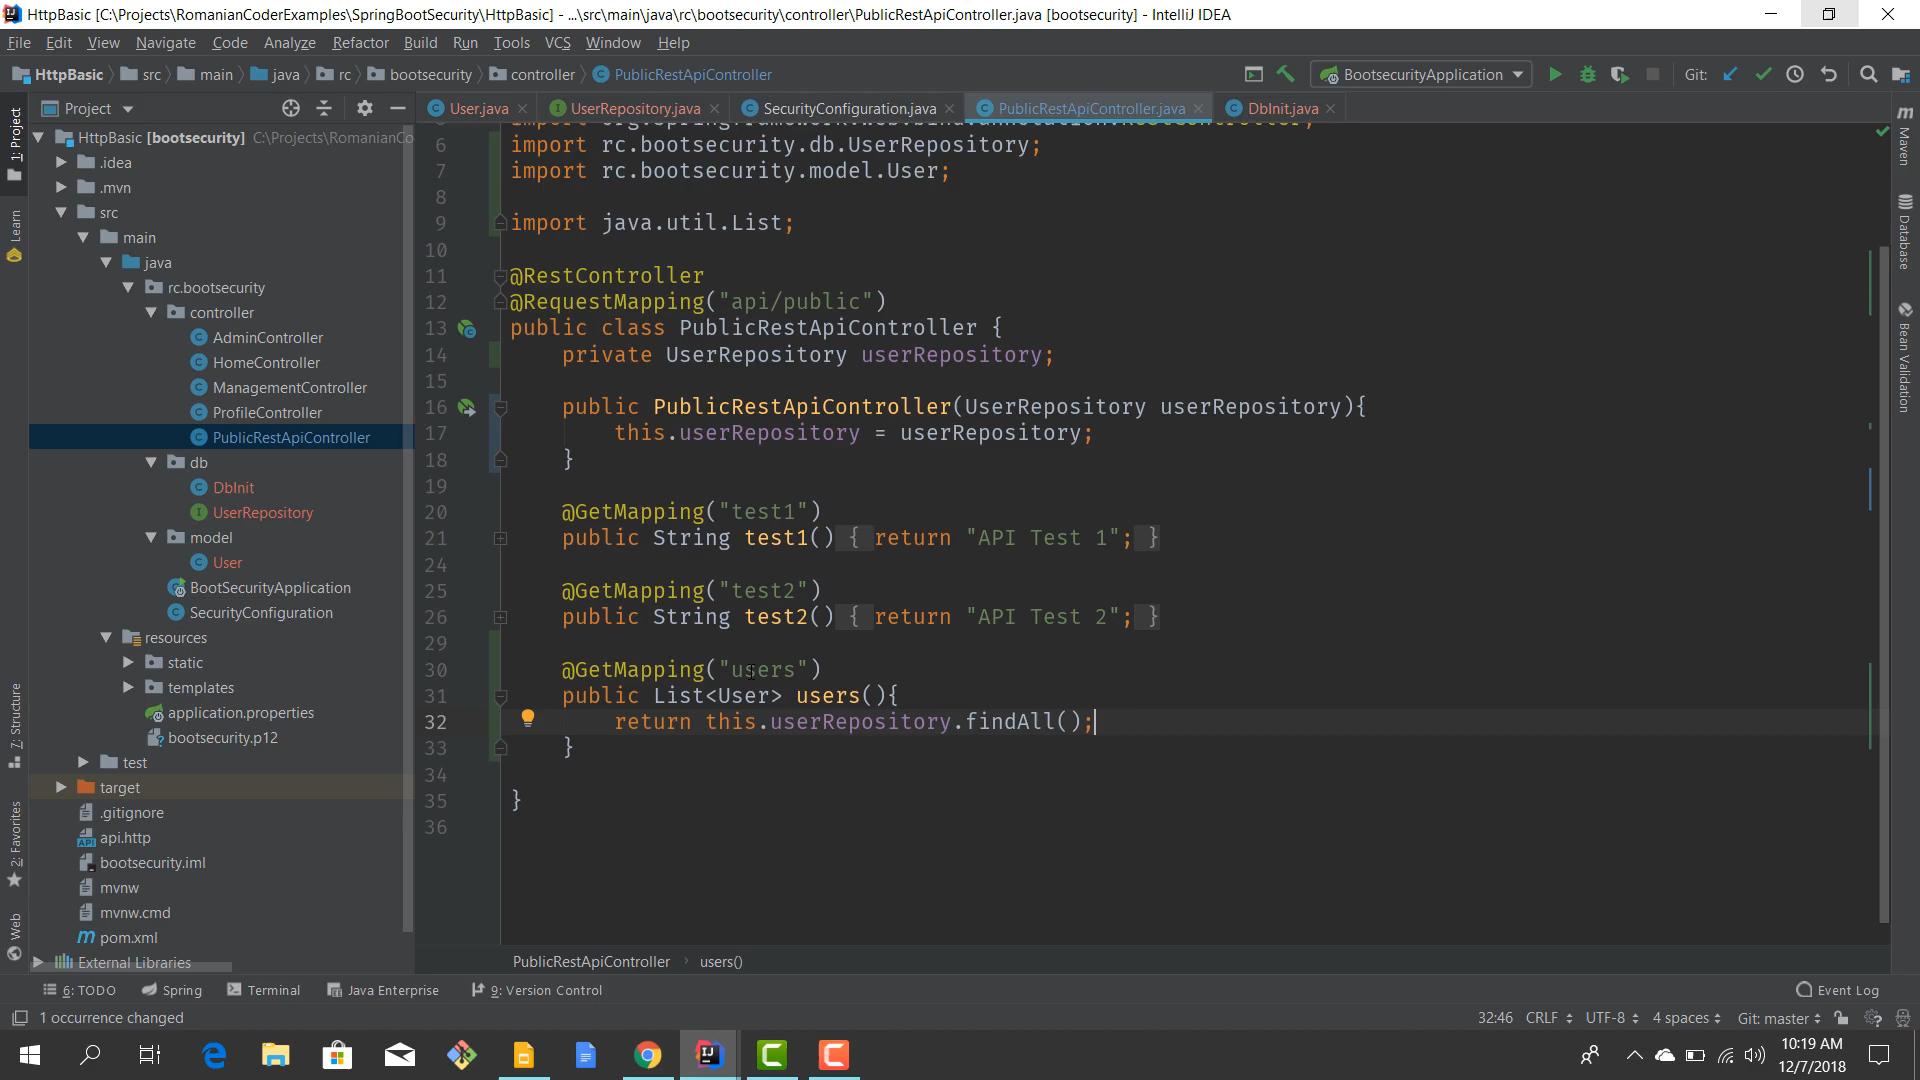 HttpBasic [C:\Projects\RomanianCoderExamples\SpringBootSecurity\HttpBasic] - ...\src\main\java\rc\bootsecurity\controller\PublicRestApiController.java [bootsecurity] - IntelliJ IDEA
File Edit View Navigate Code Analyze Refactor Build Run Tools VCS Window Help
HttpBasic src main java rc bootsecurity controller PublicRestApiController
BootsecurityApplication Git:
Project
User.java UserRepository.java SecurityConfiguration.java PublicRestApiController.java DbInit.java
1: Project
Learn
7: Structure
2: Favorites
Web
HttpBasic [bootsecurity] C:\Projects\RomanianCo
.idea
.mvn
src
main
java
rc.bootsecurity
controller
AdminController
HomeController
ManagementController
ProfileController
PublicRestApiController
db
DbInit
UserRepository
model
User
BootSecurityApplication
SecurityConfiguration
resources
static
templates
application.properties
bootsecurity.p12
test
target
.gitignore
api.http
bootsecurity.iml
mvnw
mvnw.cmd
pom.xml
External Libraries
6 import rc.bootsecurity.db.UserRepository;
7 import rc.bootsecurity.model.User;
8
9 import java.util.List;
10
11 @RestController
12 @RequestMapping("api/public")
13 public class PublicRestApiController {
14 private UserRepository userRepository;
15
16 public PublicRestApiController(UserRepository userRepository){
17 this.userRepository = userRepository;
18 }
19
20 @GetMapping("test1")
21 public String test1() { return "API Test 1"; }
24
25 @GetMapping("test2")
26 public String test2() { return "API Test 2"; }
29
30 @GetMapping("users")
31 public List<User> users(){
32 return this.userRepository.findAll();
33 }
34
35 }
36
Maven
Database
Bean Validation
PublicRestApiController › users()
6: TODO Spring Terminal Java Enterprise 9: Version Control Event Log
1 occurrence changed 32:46 CRLF UTF-8 4 spaces Git: master
10:19 AM
12/7/2018